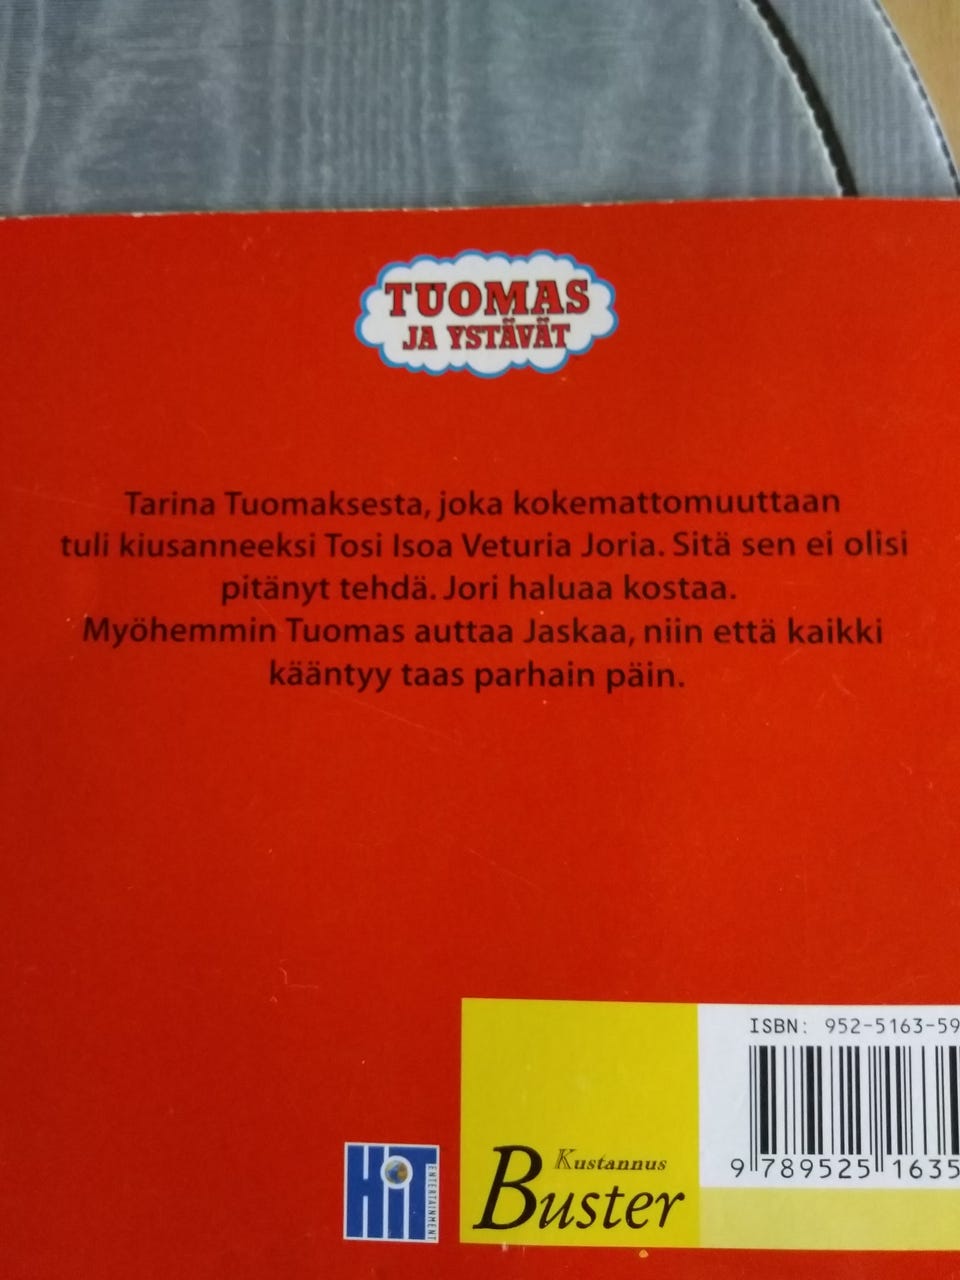 TUOMAS
JA YSTÄVÄT
Tarina Tuomaksesta, joka kokemattomuuttaan
tuli kiusanneeksi Tosi Isoa Veturia Joria. Sitä sen ei olisi
pitänyt tehdä. Jori haluaa kostaa.
Myöhemmin Tuomas auttaa Jaskaa, niin että kaikki
kääntyy taas parhain päin.
ISBN: 952-5163-59
9 789525 1635
HiT ENTERTAINMENT
Kustannus
Buster